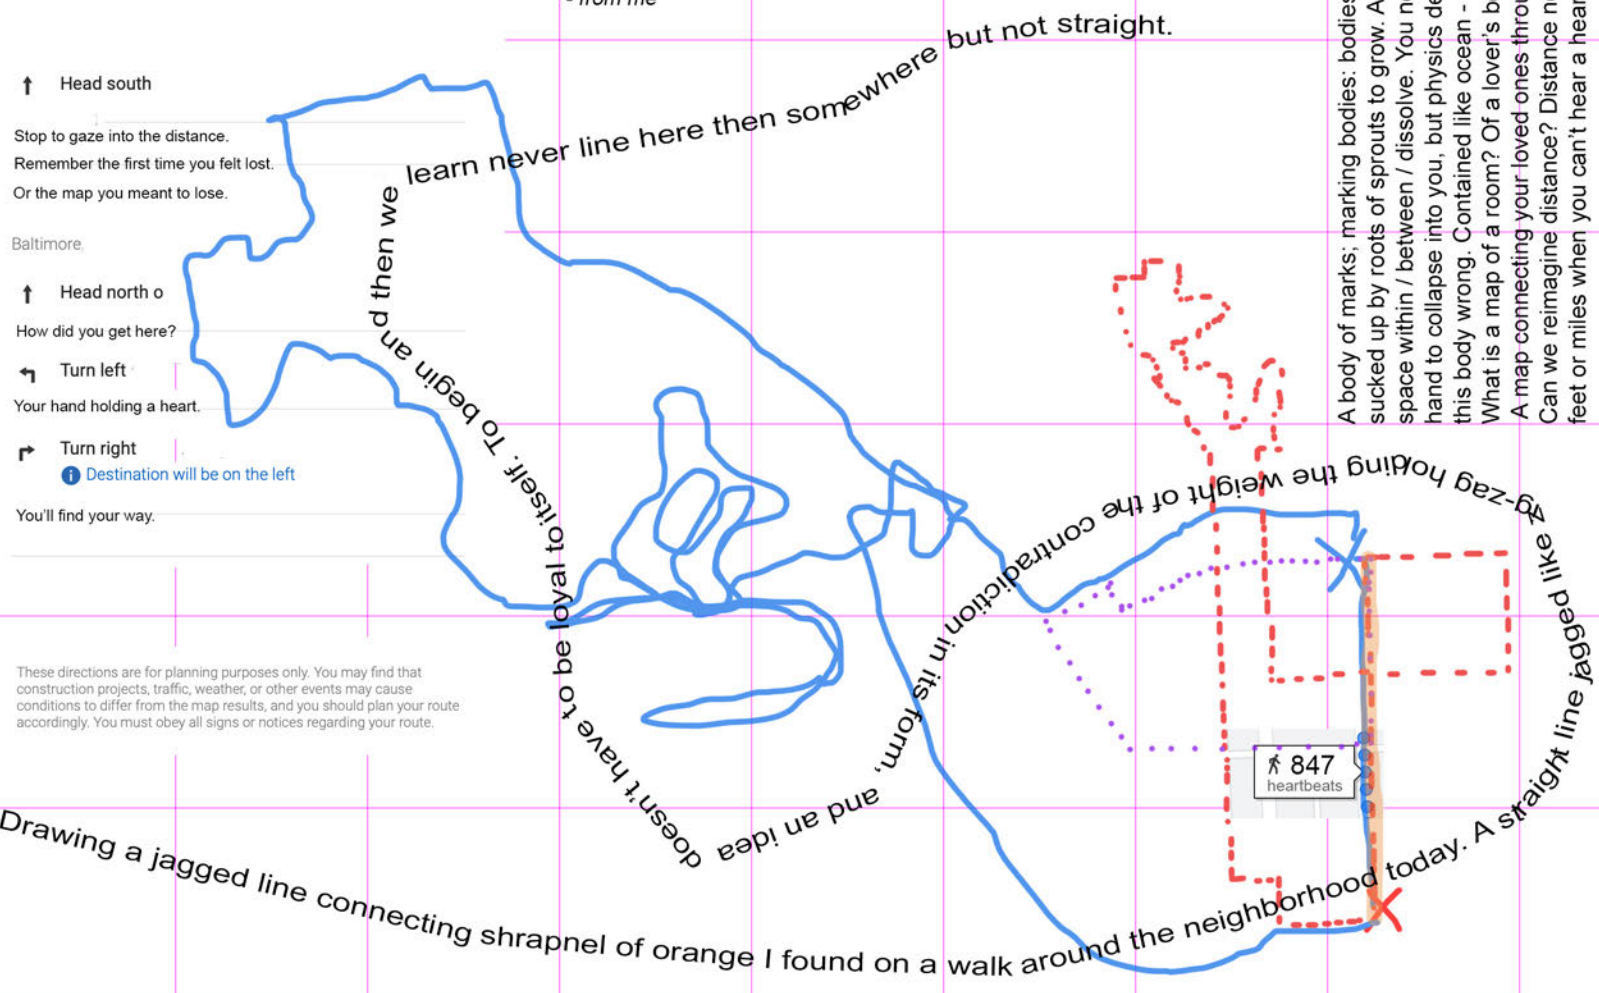 - from me
Head south
Stop to gaze into the distance.
Remember the first time you felt lost.
Or the map you meant to lose.
Baltimore
Head north o
How did you get here?
Turn left
Your hand holding a heart.
Turn right
Destination will be on the left
You'll find your way.
These directions are for planning purposes only. You may find that
construction projects, traffic, weather, or other events may cause
conditions to differ from the map results, and you should plan your route
accordingly. You must obey all signs or notices regarding your route.
Drawing a jagged line connecting shrapnel of orange I found on a walk around the neighborhood today. A straight line jagged like zig-zag holding the weight of the contradiction in its form, and an idea doesn't have to be loyal to itself. To begin and then we learn never line here then somewhere but not straight.
847
heartbeats
A body of marks; marking bodies: bodies
sucked up by roots of sprouts to grow. A
space within / between / dissolve. You
hand to collapse into you, but physics
this body wrong. Contained like ocean -
What is a map of a room? Of a lover's
A map connecting your loved ones
Can we reimagine distance? Distance
feet or miles when you can't hear a